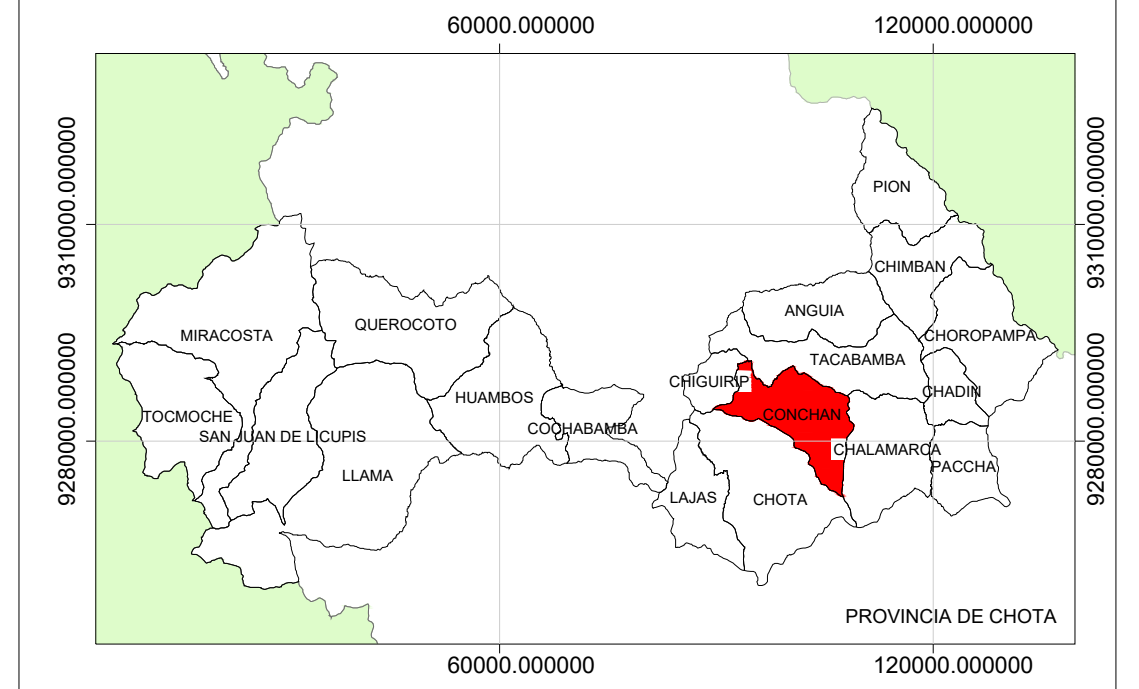 60000.000000
120000.000000
9310000.000000
9310000.000000
PION
CHIMBAN
ANGUIA
QUEROCOTO
MIRACOSTA
CHOROPAMPA
TACABAMBA
CHIGUIRIP
CHADIN
HUAMBOS
CONCHAN
TOCMOCHE
COCHABAMBA
SAN JUAN DE LICUPIS
9280000.000000
9280000.000000
CHALAMARCA
PACCHA
LLAMA
LAJAS
CHOTA
PROVINCIA DE CHOTA
60000.000000
120000.000000